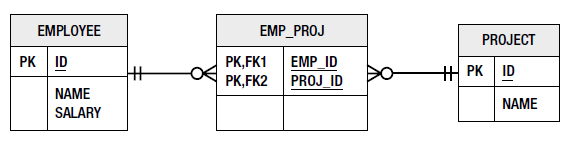 EMPLOYEE
PK ID
NAME
SALARY
EMP_PROJ
PK,FK1 EMP_ID
PK,FK2 PROJ_ID
PROJECT
PK ID
NAME